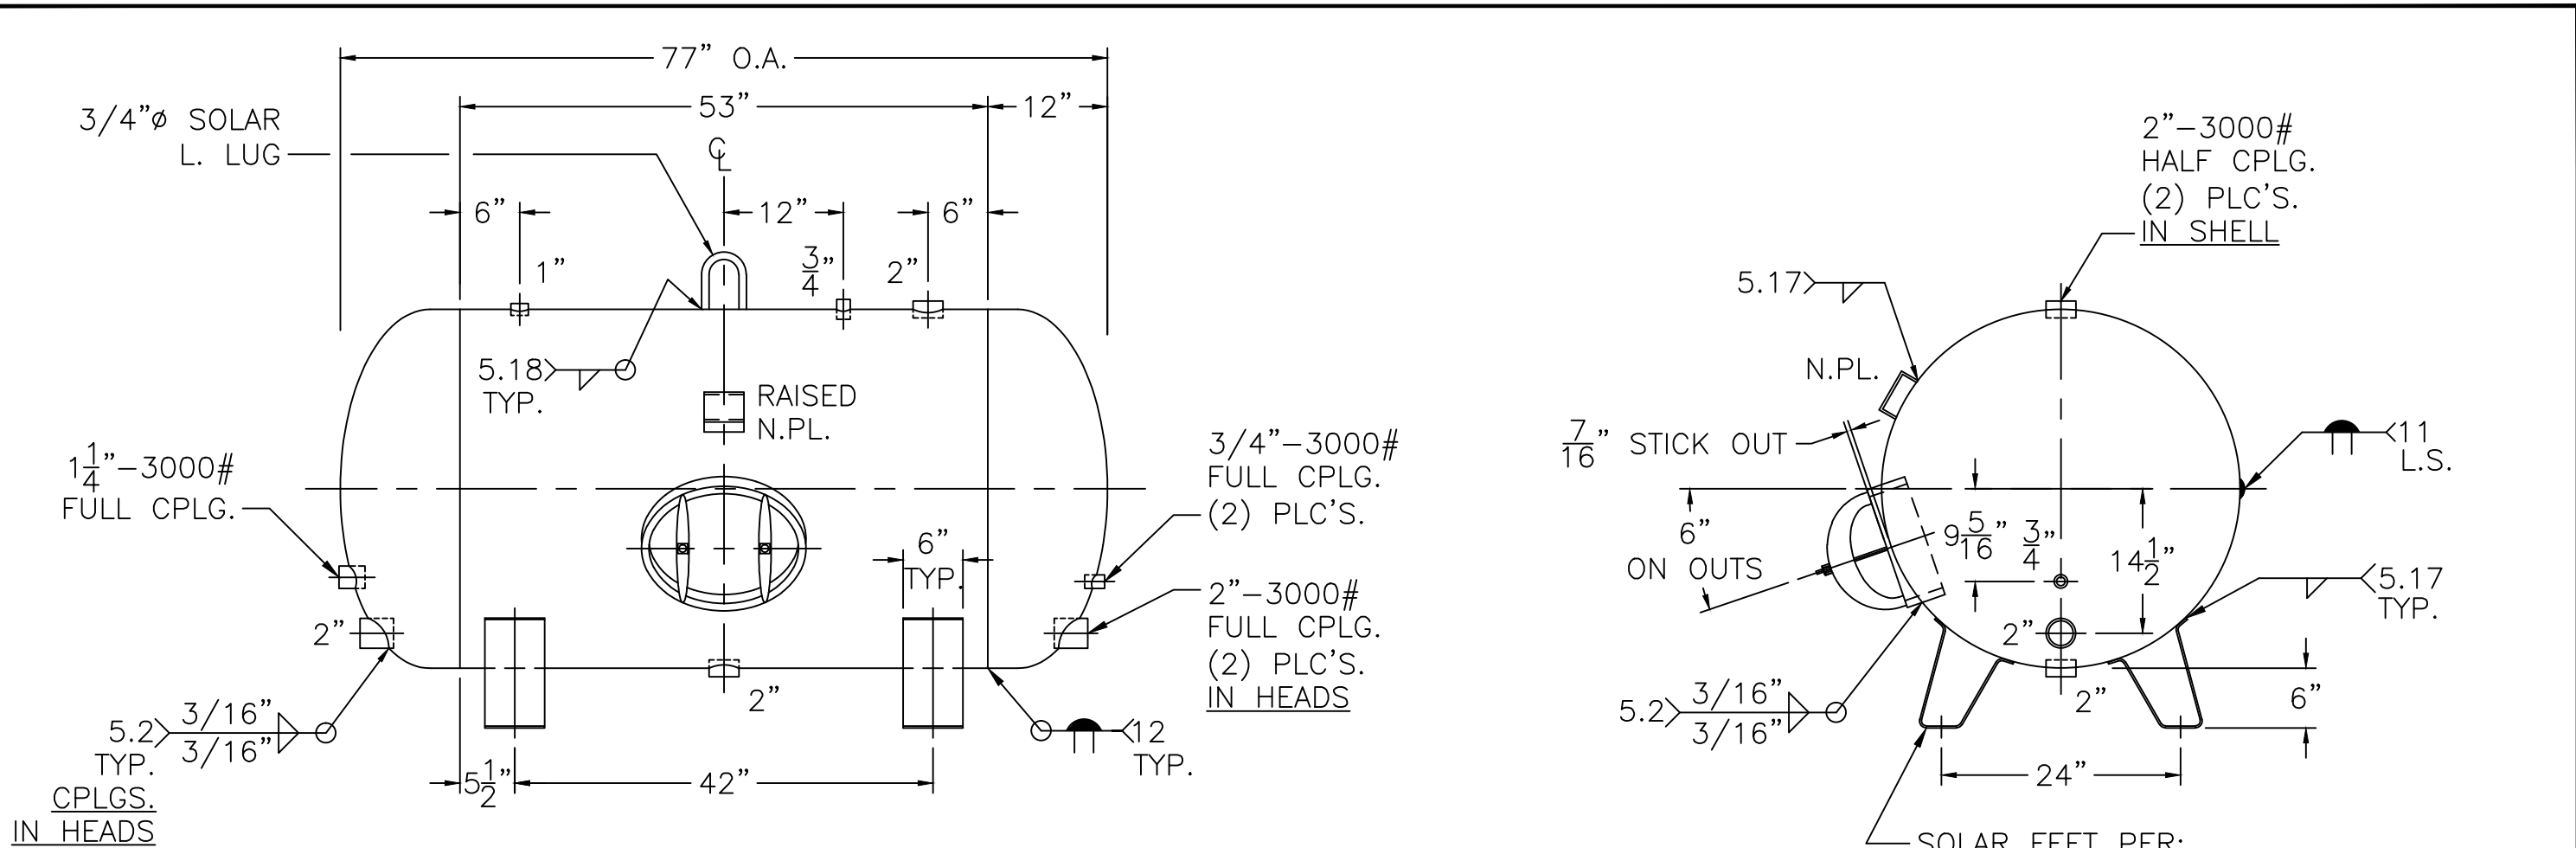 77" O.A.
53"
12"
3/4"ø SOLAR
L. LUG
℄
6"
12"
6"
1"
3/4"
2"
5.18
TYP.
RAISED
N.PL.
1 1/4"-3000#
FULL CPLG.
3/4"-3000#
FULL CPLG.
(2) PLC'S.
6"
TYP.
2"
2"-3000#
FULL CPLG.
(2) PLC'S.
IN HEADS
2"
5.2
3/16"
3/16"
TYP.
CPLGS.
IN HEADS
12
TYP.
5 1/2"
42"
2"-3000#
HALF CPLG.
(2) PLC'S.
IN SHELL
5.17
N.PL.
7/16" STICK OUT
11
L.S.
6"
ON OUTS
9 5/16"
3/4"
14 1/2"
5.17
TYP.
2"
2"
6"
5.2
3/16"
3/16"
24"
SOLAR FEET PER: